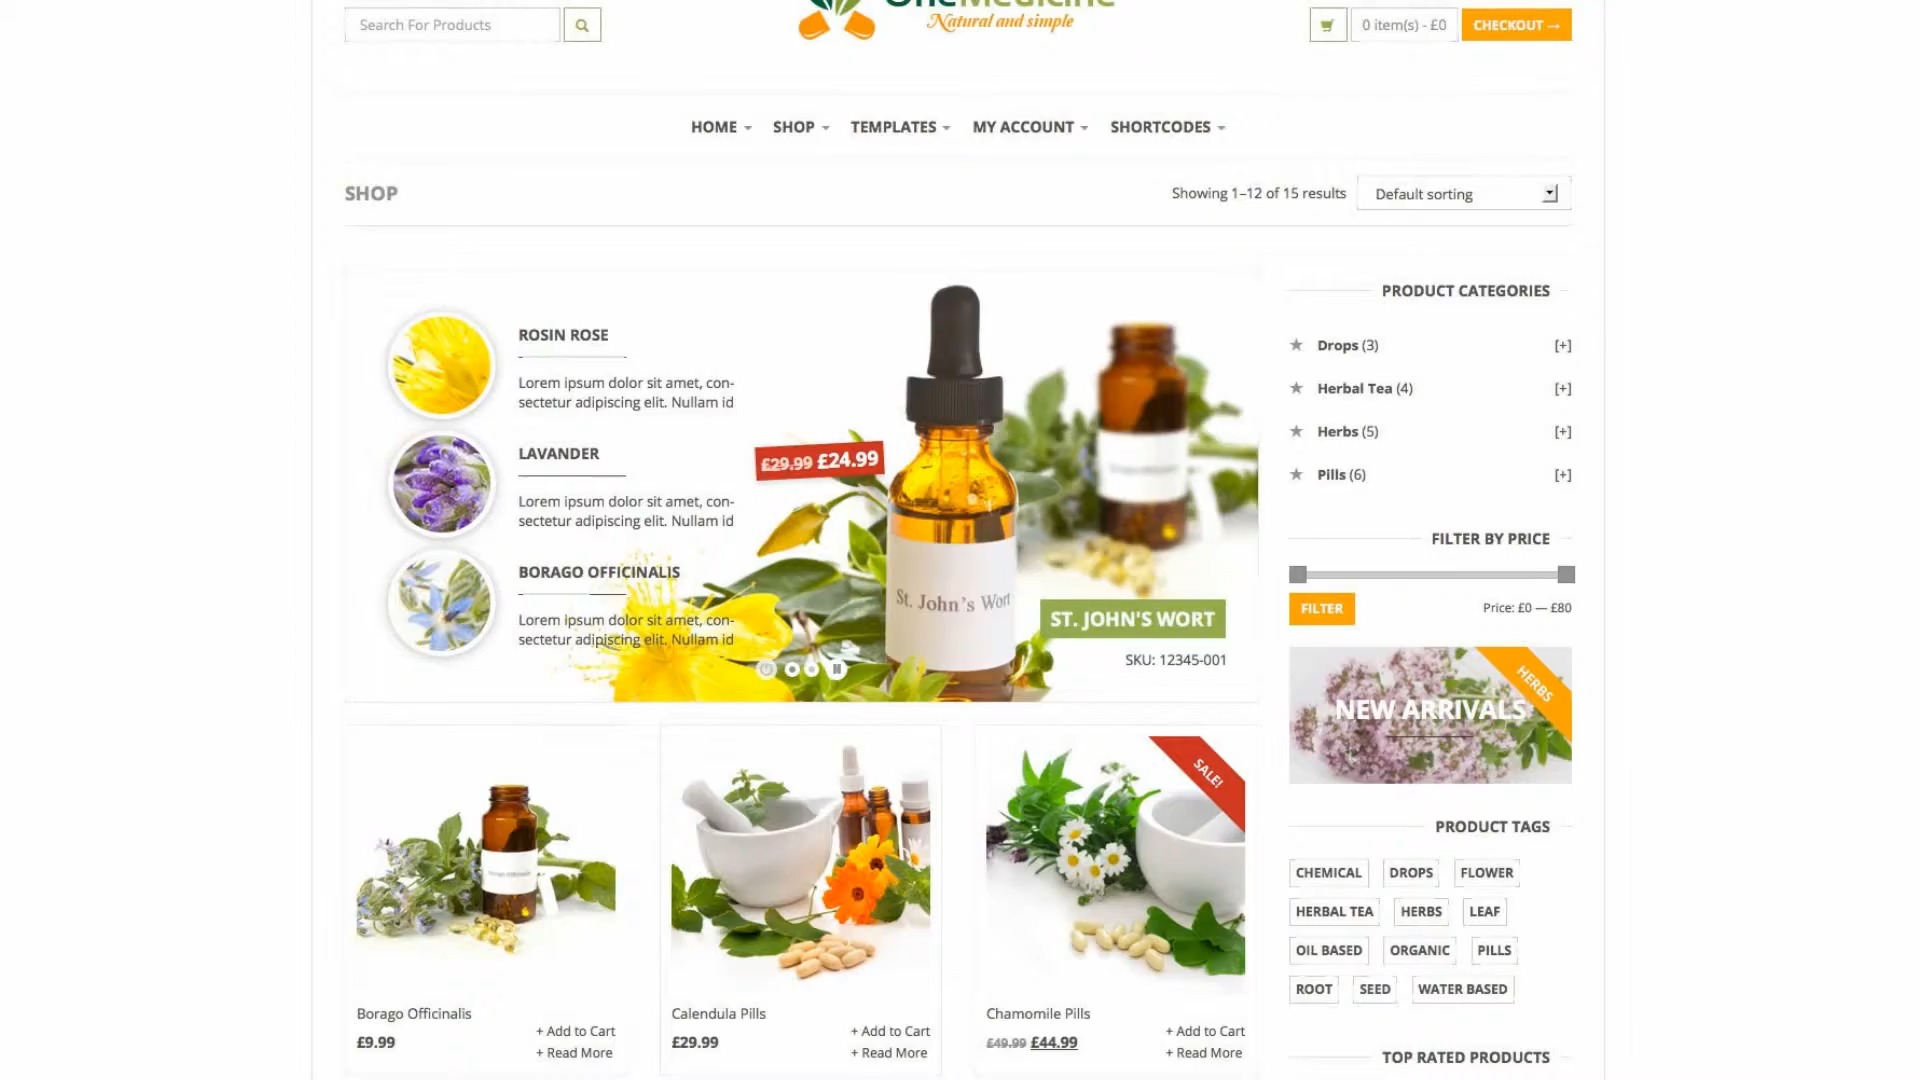 Search For Products
OneMedicine
Natural and simple
0 item(s) - £0
CHECKOUT →
HOME
SHOP
TEMPLATES
MY ACCOUNT
SHORTCODES
SHOP
Showing 1–12 of 15 results
Default sorting
ROSIN ROSE
Lorem ipsum dolor sit amet, con-
sectetur adipiscing elit. Nullam id
LAVANDER
Lorem ipsum dolor sit amet, con-
sectetur adipiscing elit. Nullam id
BORAGO OFFICINALIS
Lorem ipsum dolor sit amet, con-
sectetur adipiscing elit. Nullam id
£29.99 £24.99
St. John's Wort
ST. JOHN'S WORT
SKU: 12345-001
PRODUCT CATEGORIES
Drops (3) [+]
Herbal Tea (4) [+]
Herbs (5) [+]
Pills (6) [+]
FILTER BY PRICE
FILTER
Price: £0 — £80
HERBS
NEW ARRIVALS
PRODUCT TAGS
CHEMICAL DROPS FLOWER
HERBAL TEA HERBS LEAF
OIL BASED ORGANIC PILLS
ROOT SEED WATER BASED
TOP RATED PRODUCTS
Borago Officinalis
£9.99
+ Add to Cart
+ Read More
Calendula Pills
£29.99
+ Add to Cart
+ Read More
SALE!
Chamomile Pills
£49.99 £44.99
+ Add to Cart
+ Read More